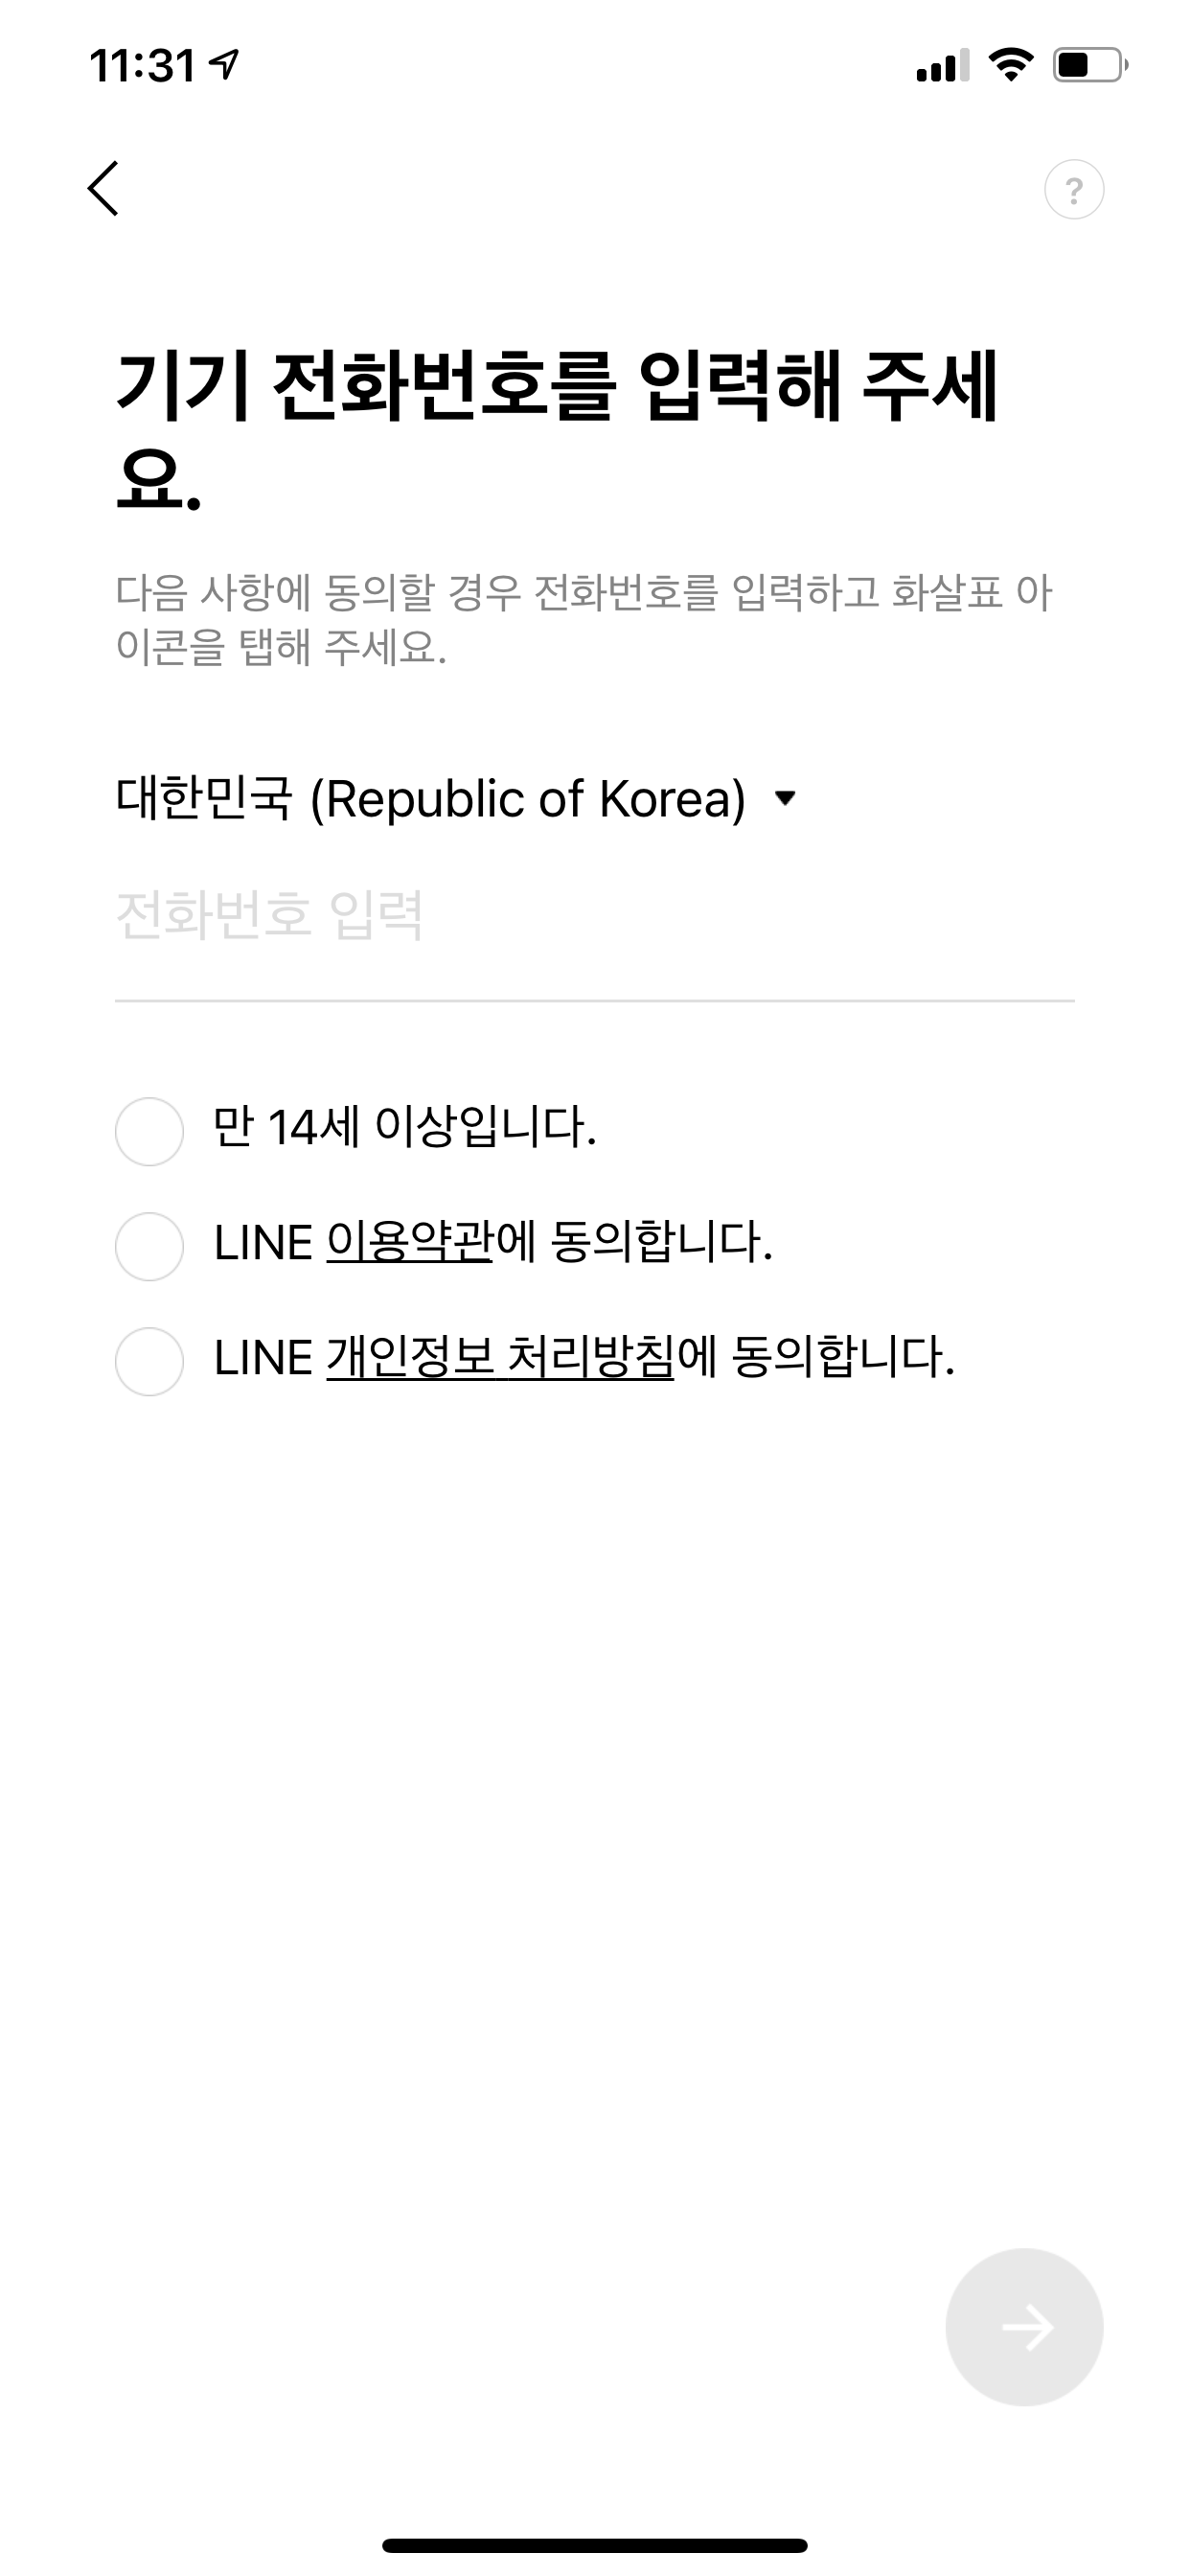 11:31
?
기기 전화번호를 입력해 주세
요.
다음 사항에 동의할 경우 전화번호를 입력하고 화살표 아
이콘을 탭해 주세요.
대한민국 (Republic of Korea)
전화번호 입력
만 14세 이상입니다.
LINE 이용약관에 동의합니다.
LINE 개인정보 처리방침에 동의합니다.